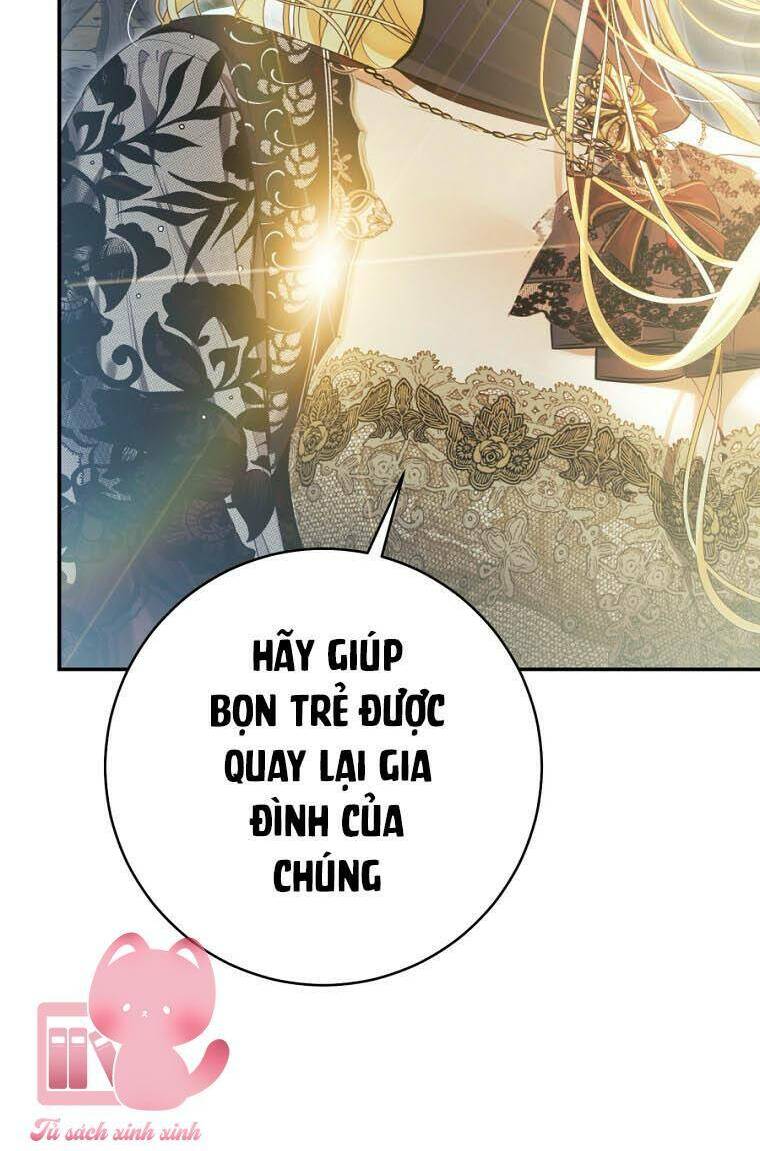 HÃY GIÚP
BỌN TRẺ ĐƯỢC
QUAY LẠI GIA
ĐÌNH CỦA
CHÚNG
Tủ sách xinh xinh